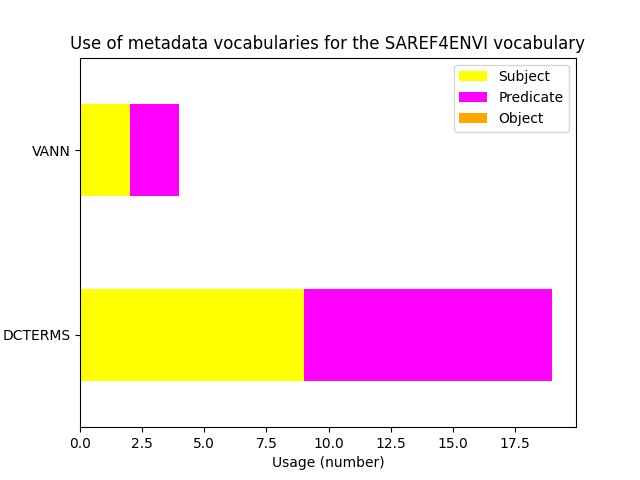 Use of metadata vocabularies for the SAREF4ENVI vocabulary
Subject
Predicate
Object
VANN
DCTERMS
0.0 2.5 5.0 7.5 10.0 12.5 15.0 17.5
Usage (number)